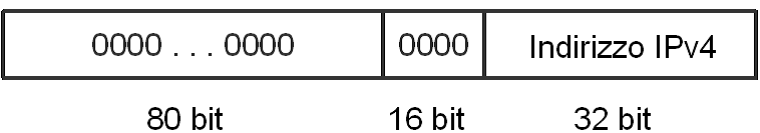 0000 . . . 0000 0000 Indirizzo IPv4
80 bit 16 bit 32 bit